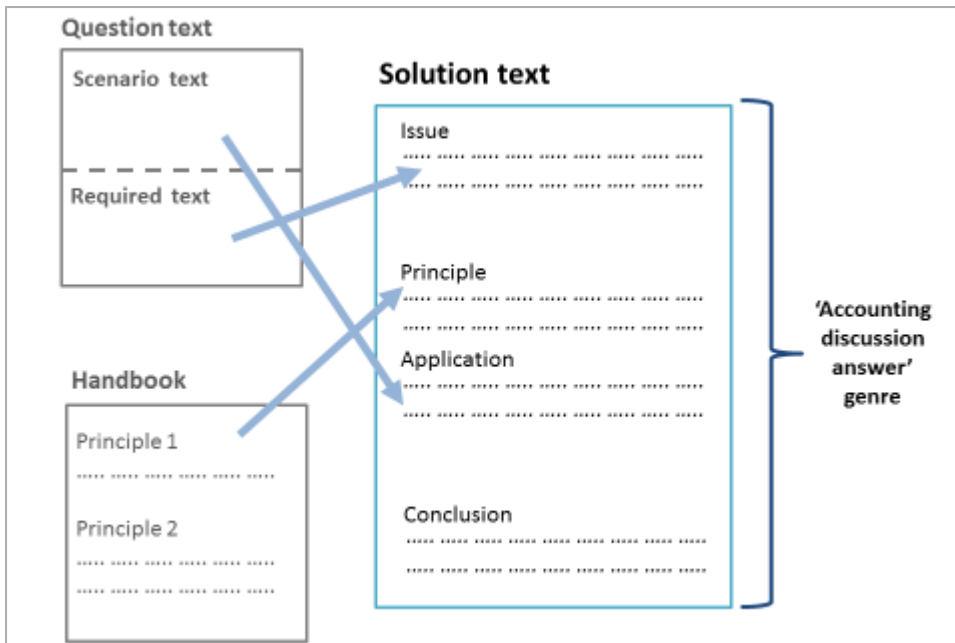 Question text
Scenario text
Required text
Handbook
Principle 1
..... ..... ..... ..... ..... .....
Principle 2
..... ..... ..... ..... ..... .....
..... ..... ..... ..... ..... .....
Solution text
Issue
..... ..... ..... ..... ..... ..... ..... ..... .....
..... ..... ..... ..... ..... ..... ..... ..... .....
Principle
..... ..... ..... ..... ..... ..... ..... ..... .....
..... ..... ..... ..... ..... ..... ..... ..... .....
Application
..... ..... ..... ..... ..... ..... ..... ..... .....
..... ..... ..... ..... ..... ..... ..... ..... .....
Conclusion
..... ..... ..... ..... ..... ..... ..... ..... .....
..... ..... ..... ..... ..... ..... ..... ..... .....
‘Accounting
discussion
answer’
genre